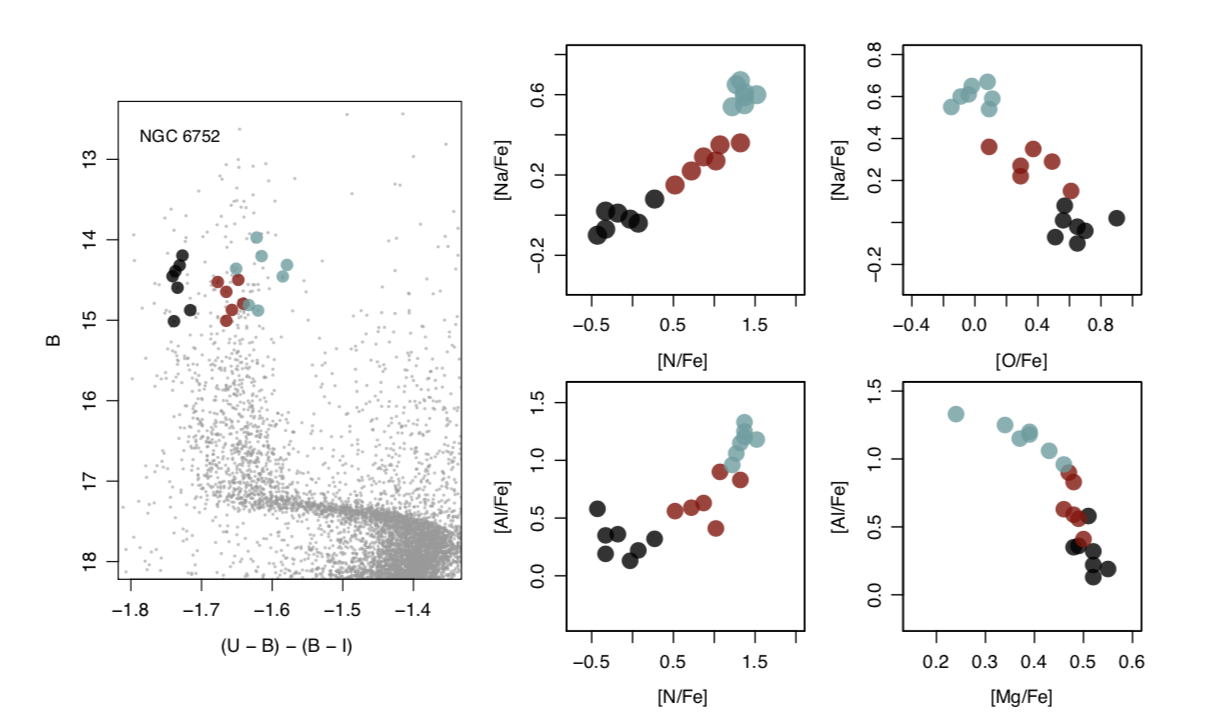 NGC 6752
13
14
15
16
17
18
B
−1.8 −1.7 −1.6 −1.5 −1.4
(U − B) − (B − I)
0.6
0.2
−0.2
[Na/Fe]
−0.5 0.5 1.5
[N/Fe]
0.8
0.6
0.4
0.2
−0.2
[Na/Fe]
−0.4 0.0 0.4 0.8
[O/Fe]
1.5
1.0
0.5
0.0
[Al/Fe]
−0.5 0.5 1.5
[N/Fe]
1.5
1.0
0.5
0.0
[Al/Fe]
0.2 0.3 0.4 0.5 0.6
[Mg/Fe]